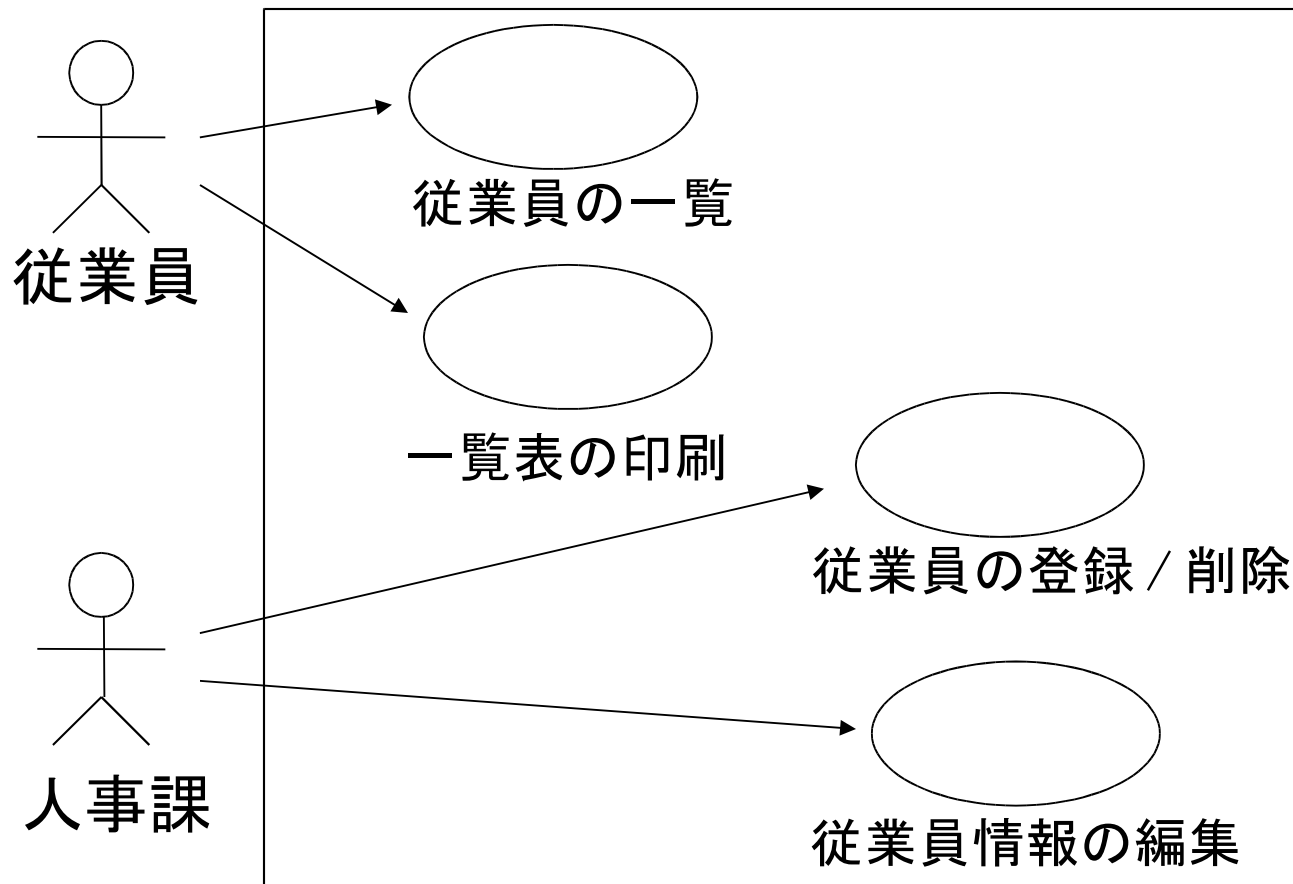 従業員の一覧
従業員
一覧表の印刷
従業員の登録/削除
人事課
従業員情報の編集